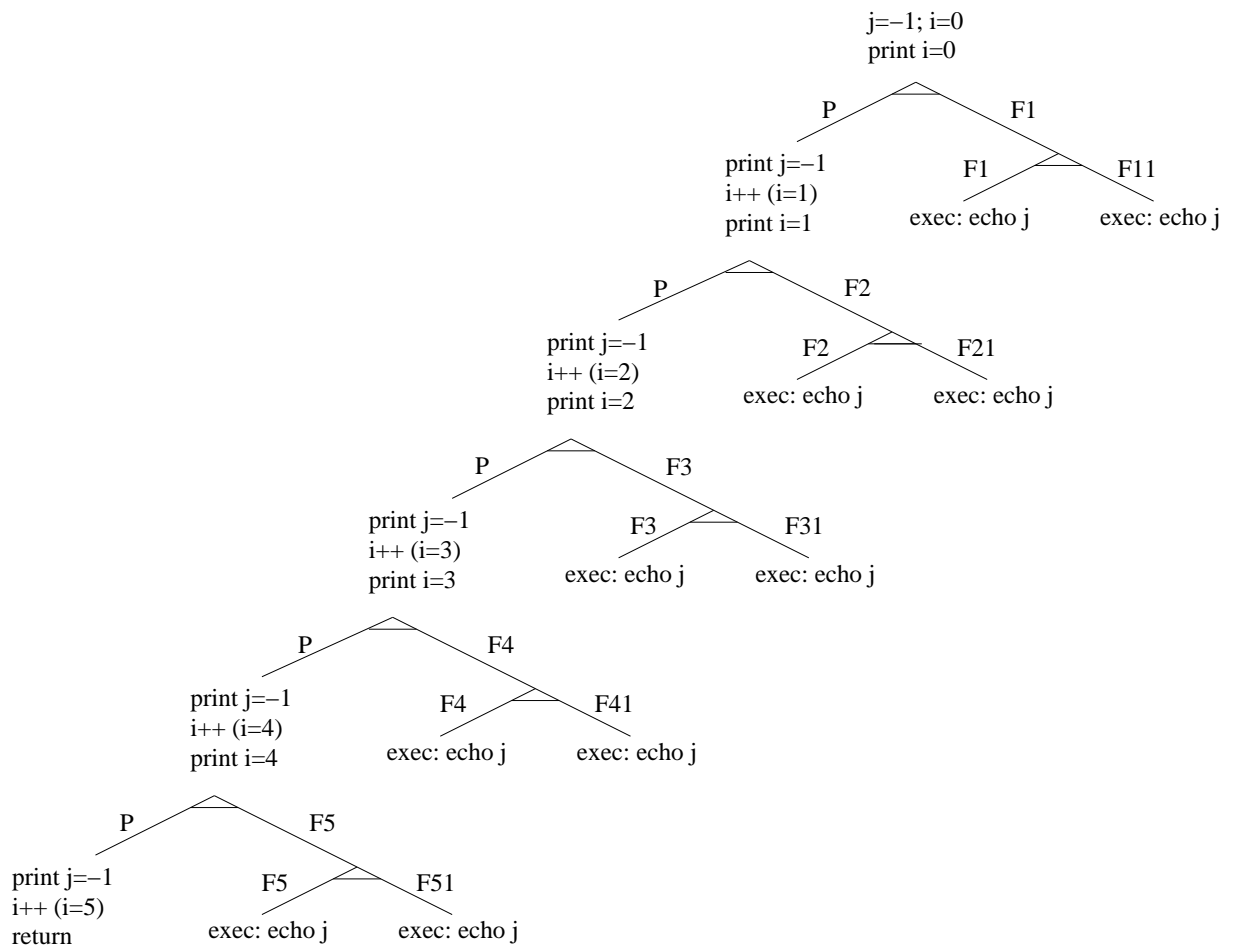 j=−1; i=0
print i=0
P
F1
print j=−1
i++ (i=1)
print i=1
F1
F11
exec: echo j
exec: echo j
P
F2
print j=−1
i++ (i=2)
print i=2
F2
F21
exec: echo j
exec: echo j
P
F3
print j=−1
i++ (i=3)
print i=3
F3
F31
exec: echo j
exec: echo j
P
F4
print j=−1
i++ (i=4)
print i=4
F4
F41
exec: echo j
exec: echo j
P
F5
print j=−1
i++ (i=5)
return
F5
F51
exec: echo j
exec: echo j